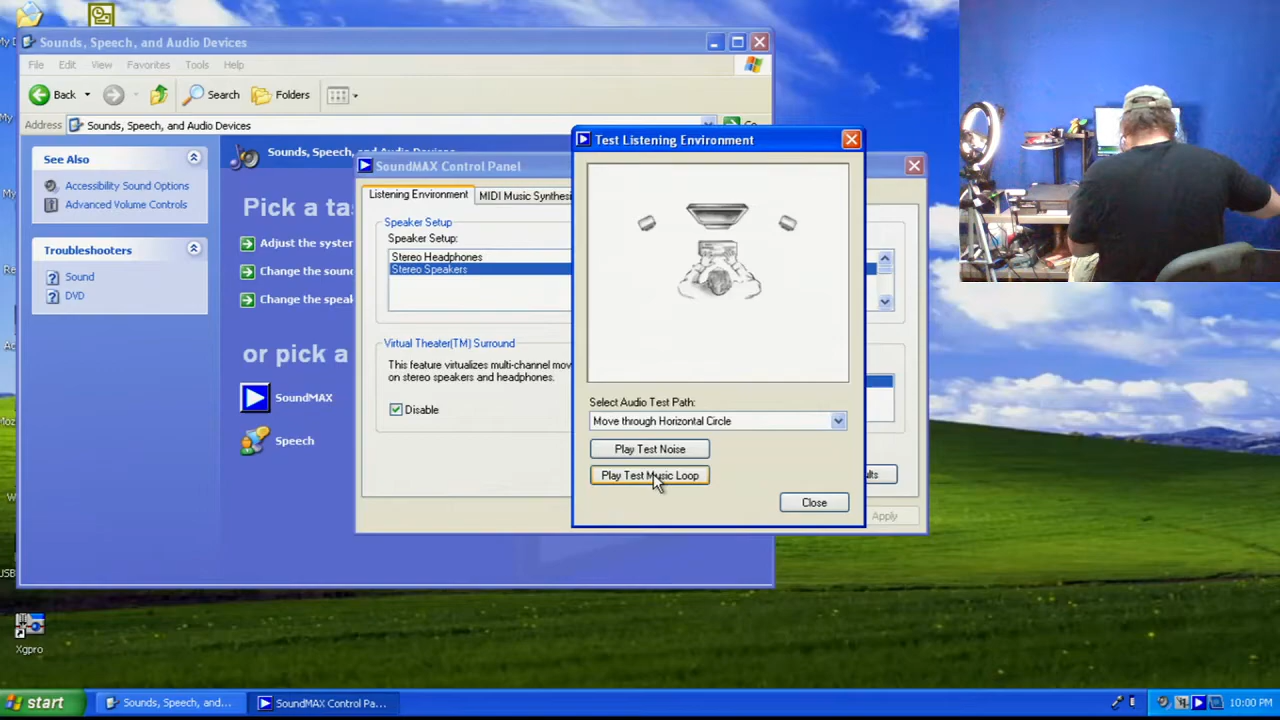 Sounds, Speech, and Audio Devices
File Edit View Favorites Tools Help
Back Search Folders
Address Sounds, Speech, and Audio Devices
See Also
Accessibility Sound Options
Advanced Volume Controls
Troubleshooters
Sound
DVD
Sounds, Speech, and
Pick a ta
Adjust the syster
Change the soun
Change the speal
or pick a
SoundMAX
Speech
SoundMAX Control Panel
Listening Environment MIDI Music Synthesi
Speaker Setup
Speaker Setup:
Stereo Headphones
Stereo Speakers
Virtual Theater(TM) Surround
This feature virtualizes multi-channel mov
on stereo speakers and headphones.
Disable
Apply
Test Listening Environment
Select Audio Test Path:
Move through Horizontal Circle
Play Test Noise
Play Test Music Loop
Close
Xgpro
start Sounds, Speech, and... SoundMAX Control Pa... 10:00 PM